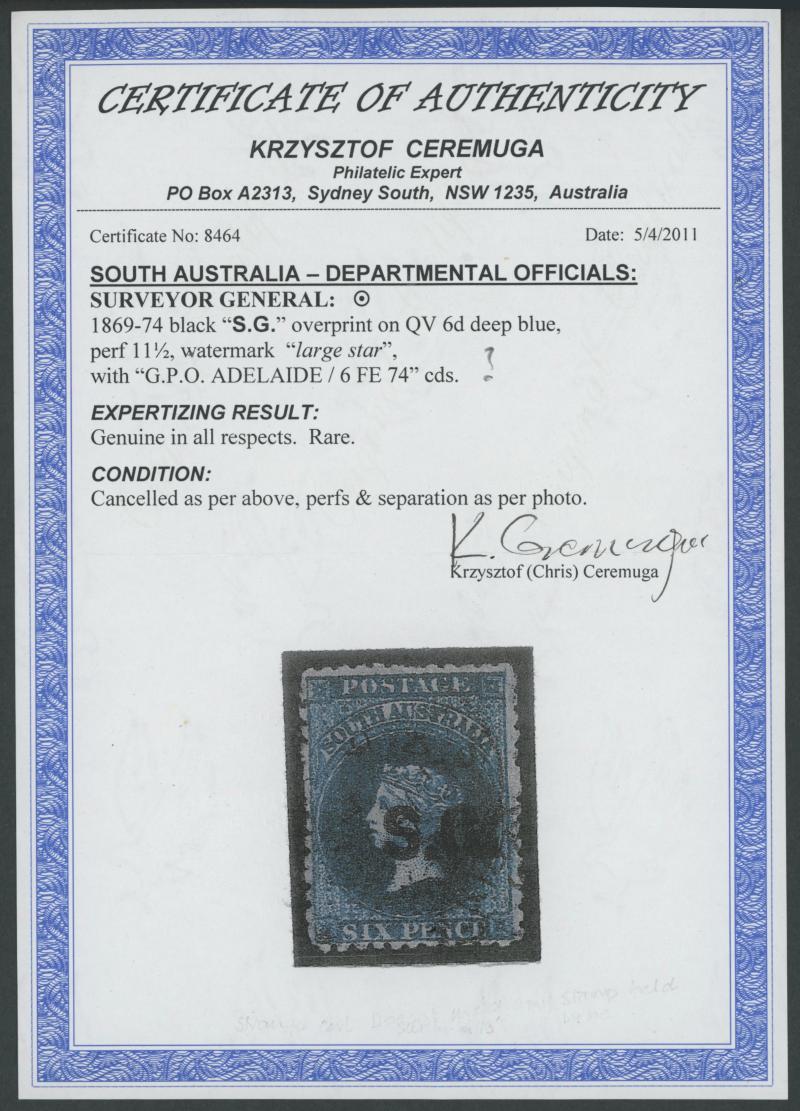 CERTIFICATE OF AUTHENTICITY
KRZYSZTOF CEREMUGA
Philatelic Expert
PO Box A2313, Sydney South, NSW 1235, Australia
Certificate No: 8464
Date: 5/4/2011
SOUTH AUSTRALIA – DEPARTMENTAL OFFICIALS:
SURVEYOR GENERAL: ⊙
1869-74 black “S.G.” overprint on QV 6d deep blue,
perf 11½, watermark “large star”, ?
with “G.P.O. ADELAIDE / 6 FE 74” cds.
EXPERTIZING RESULT:
Genuine in all respects. Rare.
CONDITION:
Cancelled as per above, perfs & separation as per photo.
K. Ceremuga
Krzysztof (Chris) Ceremuga
POSTAGE
SOUTH AUSTRALIA
S.G.
SIX PENCE
stamp held